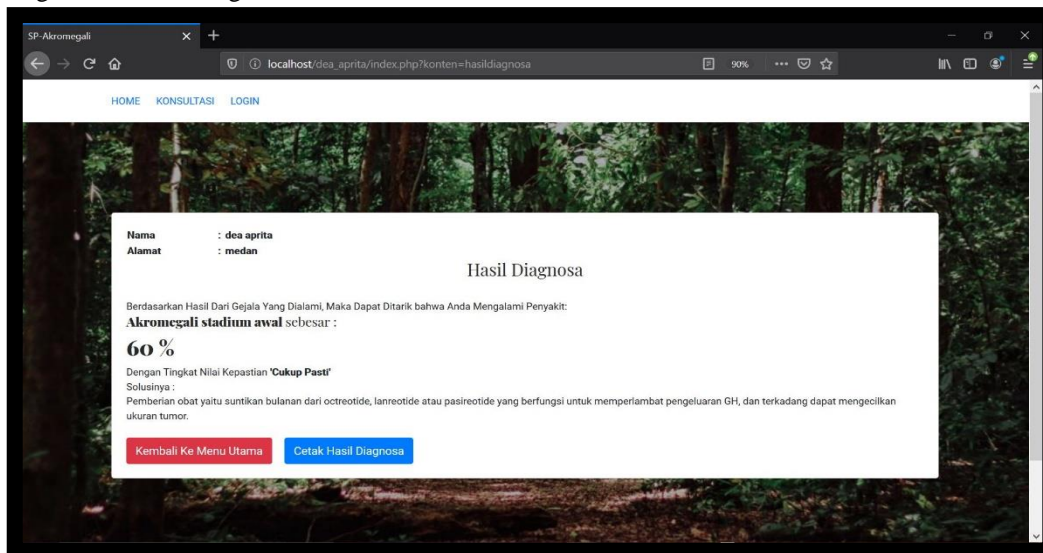 SP-Akromegali
localhost/dea_aprita/index.php?konten=hasildiagnosa
90%
HOME KONSULTASI LOGIN
Nama : dea aprita
Alamat : medan
Hasil Diagnosa
Berdasarkan Hasil Dari Gejala Yang Dialami, Maka Dapat Ditarik bahwa Anda Mengalami Penyakit:
Akromegali stadium awal sebesar :
60 %
Dengan Tingkat Nilai Kepastian 'Cukup Pasti'
Solusinya :
Pemberian obat yaitu suntikan bulanan dari octreotide, lanreotide atau pasireotide yang berfungsi untuk memperlambat pengeluaran GH, dan terkadang dapat mengecilkan
ukuran tumor.
Kembali Ke Menu Utama Cetak Hasil Diagnosa